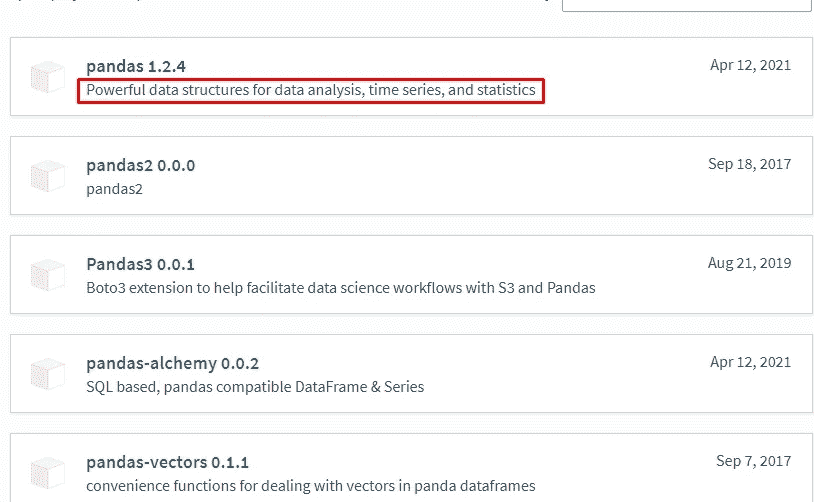 pandas 1.2.4
Apr 12, 2021
Powerful data structures for data analysis, time series, and statistics
pandas2 0.0.0
Sep 18, 2017
pandas2
Pandas3 0.0.1
Aug 21, 2019
Boto3 extension to help facilitate data science workflows with S3 and Pandas
pandas-alchemy 0.0.2
Apr 12, 2021
SQL based, pandas compatible DataFrame & Series
pandas-vectors 0.1.1
Sep 7, 2017
convenience functions for dealing with vectors in panda dataframes